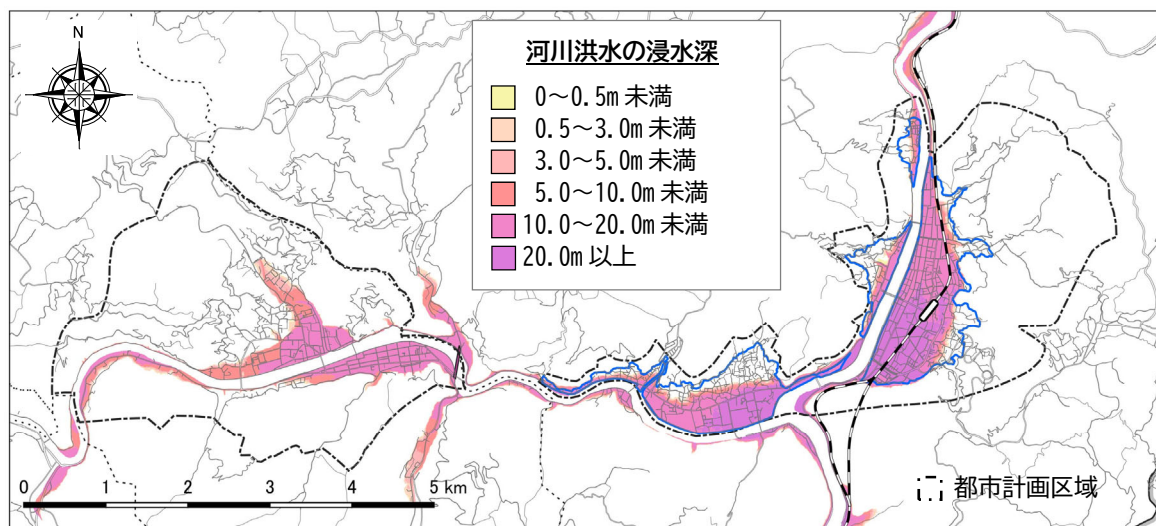 N
河川洪水の浸水深
0～0.5m 未満
0.5～3.0m 未満
3.0～5.0m 未満
5.0～10.0m 未満
10.0～20.0m 未満
20.0m 以上
0 1 2 3 4 5 km
都市計画区域